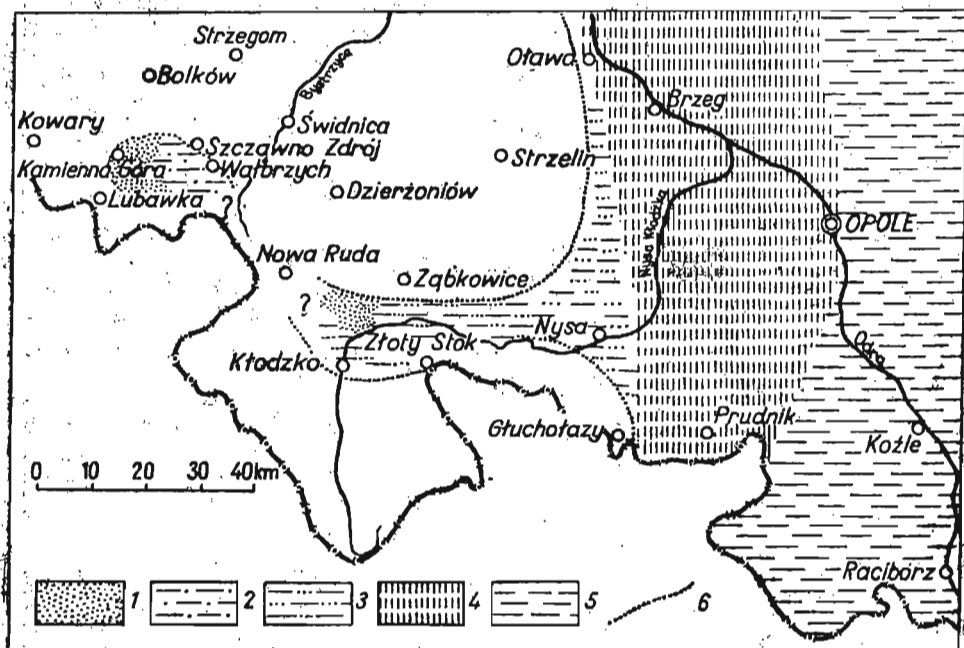 Strzegom
Bolków
Bystrzyca
Oława
Brzeg
Kowary
Świdnica
Szczawno Zdrój
Strzelin
Kamienna Góra
Wałbrzych
Dzierżoniów
Lubawka
?
Nysa Kłodzka
OPOLE
Nowa Ruda
Ząbkowice
?
Nysa
Złoty Stok
Kłodzko
Odra
Głuchołazy
Prudnik
Koźle
0 10 20 30 40km
Racibórz
1 2 3 4 5 6